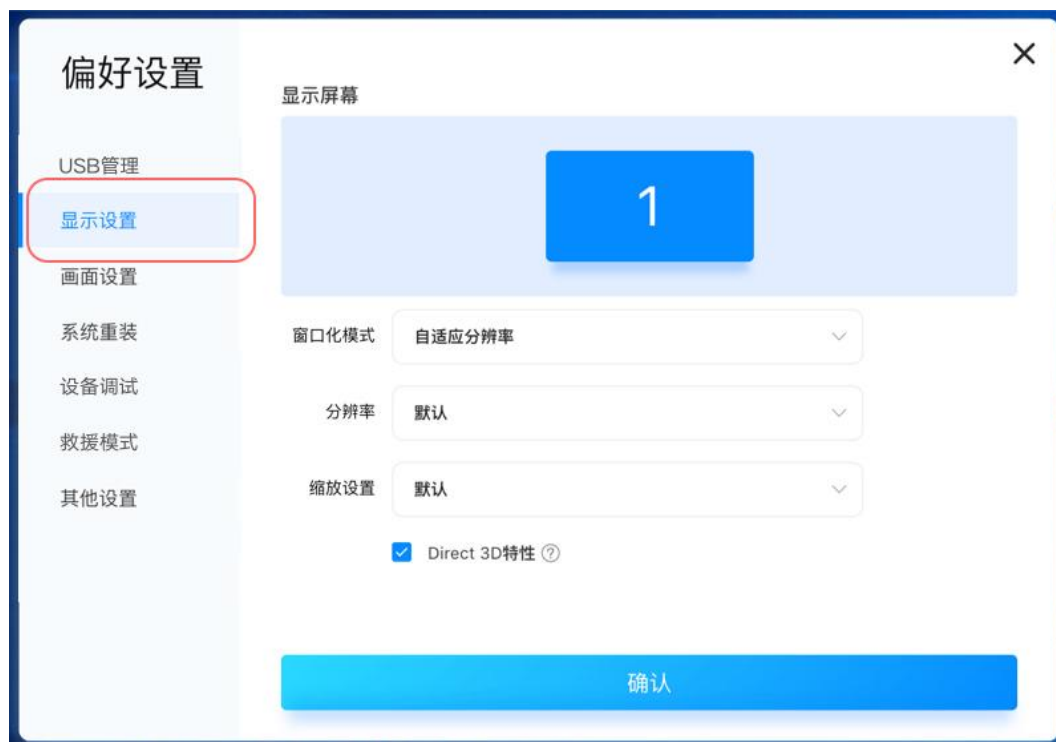 偏好设置
USB管理
显示设置
画面设置
系统重装
设备调试
救援模式
其他设置
显示屏幕
1
窗口化模式 自适应分辨率
分辨率 默认
缩放设置 默认
Direct 3D特性 ?
确认